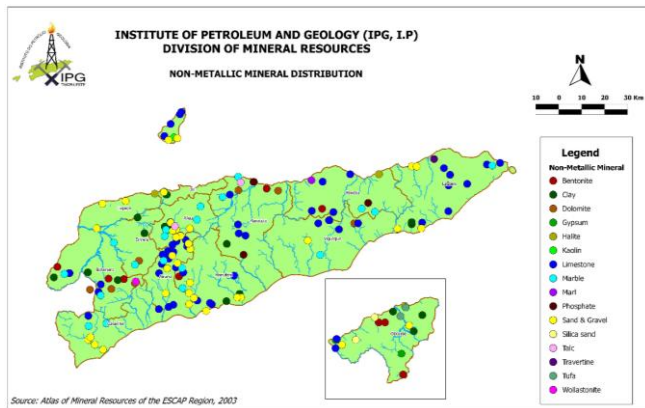 INSTITUTE OF PETROLEUM AND GEOLOGY (IPG, I.P)
DIVISION OF MINERAL RESOURCES
NON-METALLIC MINERAL DISTRIBUTION
IPG
N
10 0 10 20 30 Km
Legend
Non-Metallic Mineral
Bentonite
Clay
Dolomite
Gypsum
Halite
Kaolin
Limestone
Marble
Marl
Phosphate
Sand & Gravel
Silica sand
Talc
Travertine
Tufa
Wollastonite
Source: Atlas of Mineral Resources of the ESCAP Region, 2003